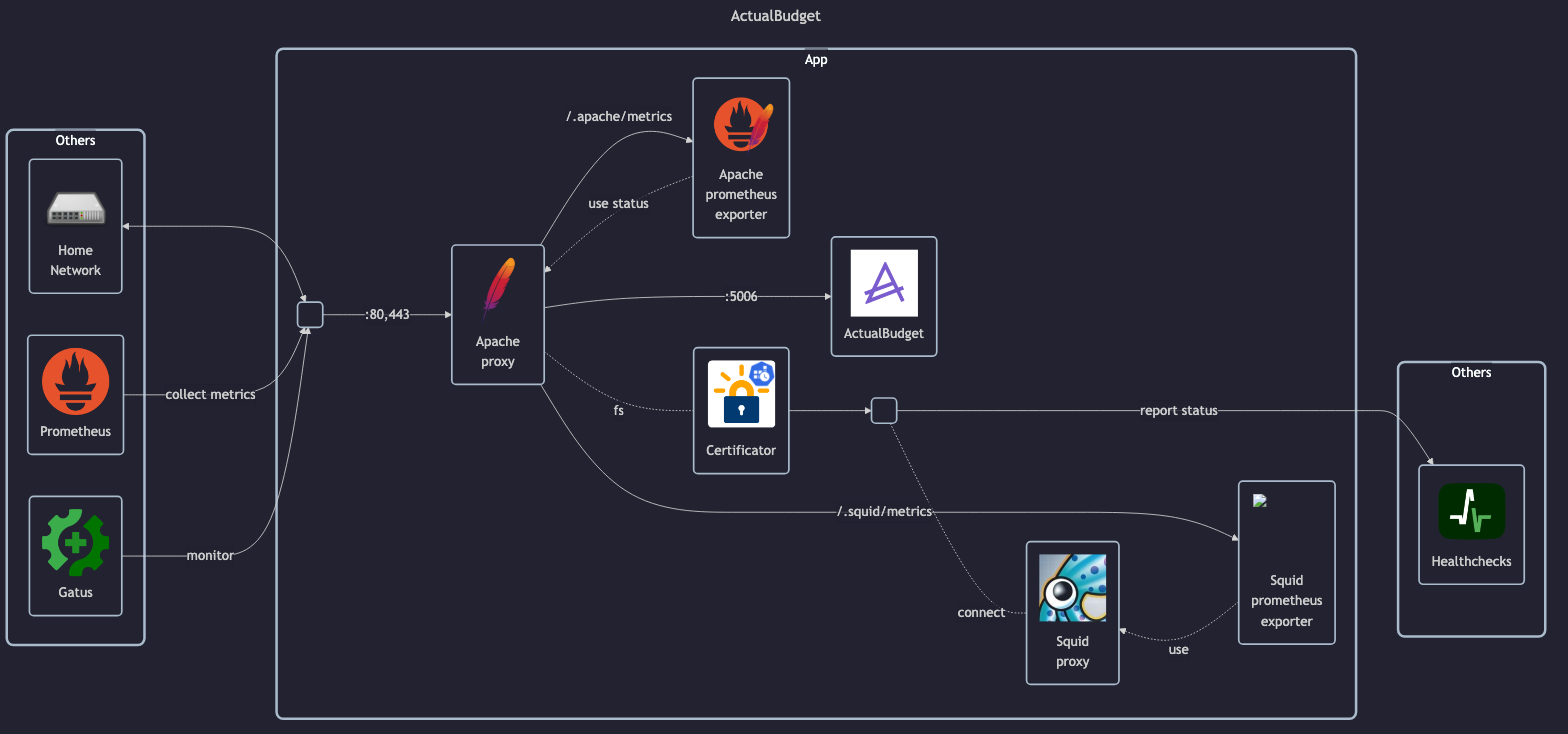 ActualBudget
App
Others
Home
Network
Prometheus
Gatus
collect metrics
monitor
:80,443
Apache
proxy
/.apache/metrics
use status
Apache
prometheus
exporter
:5006
ActualBudget
fs
Certificator
report status
/.squid/metrics
connect
Squid
proxy
use
Squid
prometheus
exporter
Others
Healthchecks